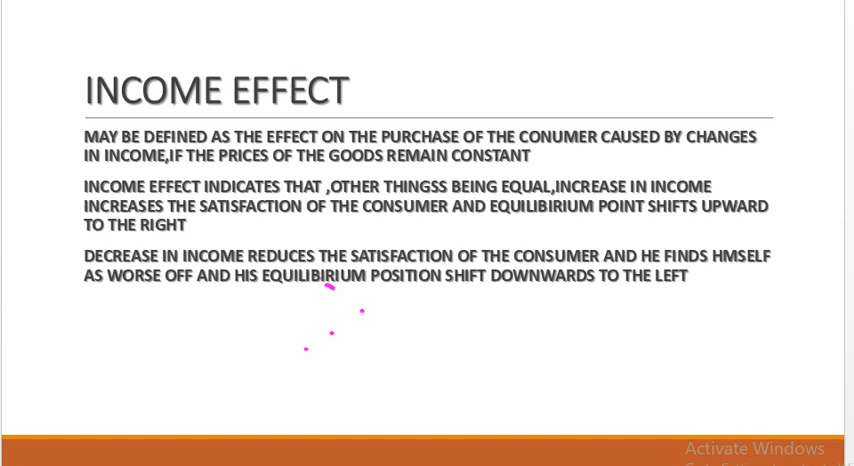 INCOME EFFECT
MAY BE DEFINED AS THE EFFECT ON THE PURCHASE OF THE CONUMER CAUSED BY CHANGES
IN INCOME,IF THE PRICES OF THE GOODS REMAIN CONSTANT
INCOME EFFECT INDICATES THAT ,OTHER THINGSS BEING EQUAL,INCREASE IN INCOME
INCREASES THE SATISFACTION OF THE CONSUMER AND EQUILIBIRIUM POINT SHIFTS UPWARD
TO THE RIGHT
DECREASE IN INCOME REDUCES THE SATISFACTION OF THE CONSUMER AND HE FINDS HMSELF
AS WORSE OFF AND HIS EQUILIBIRIUM POSITION SHIFT DOWNWARDS TO THE LEFT
Activate Windows